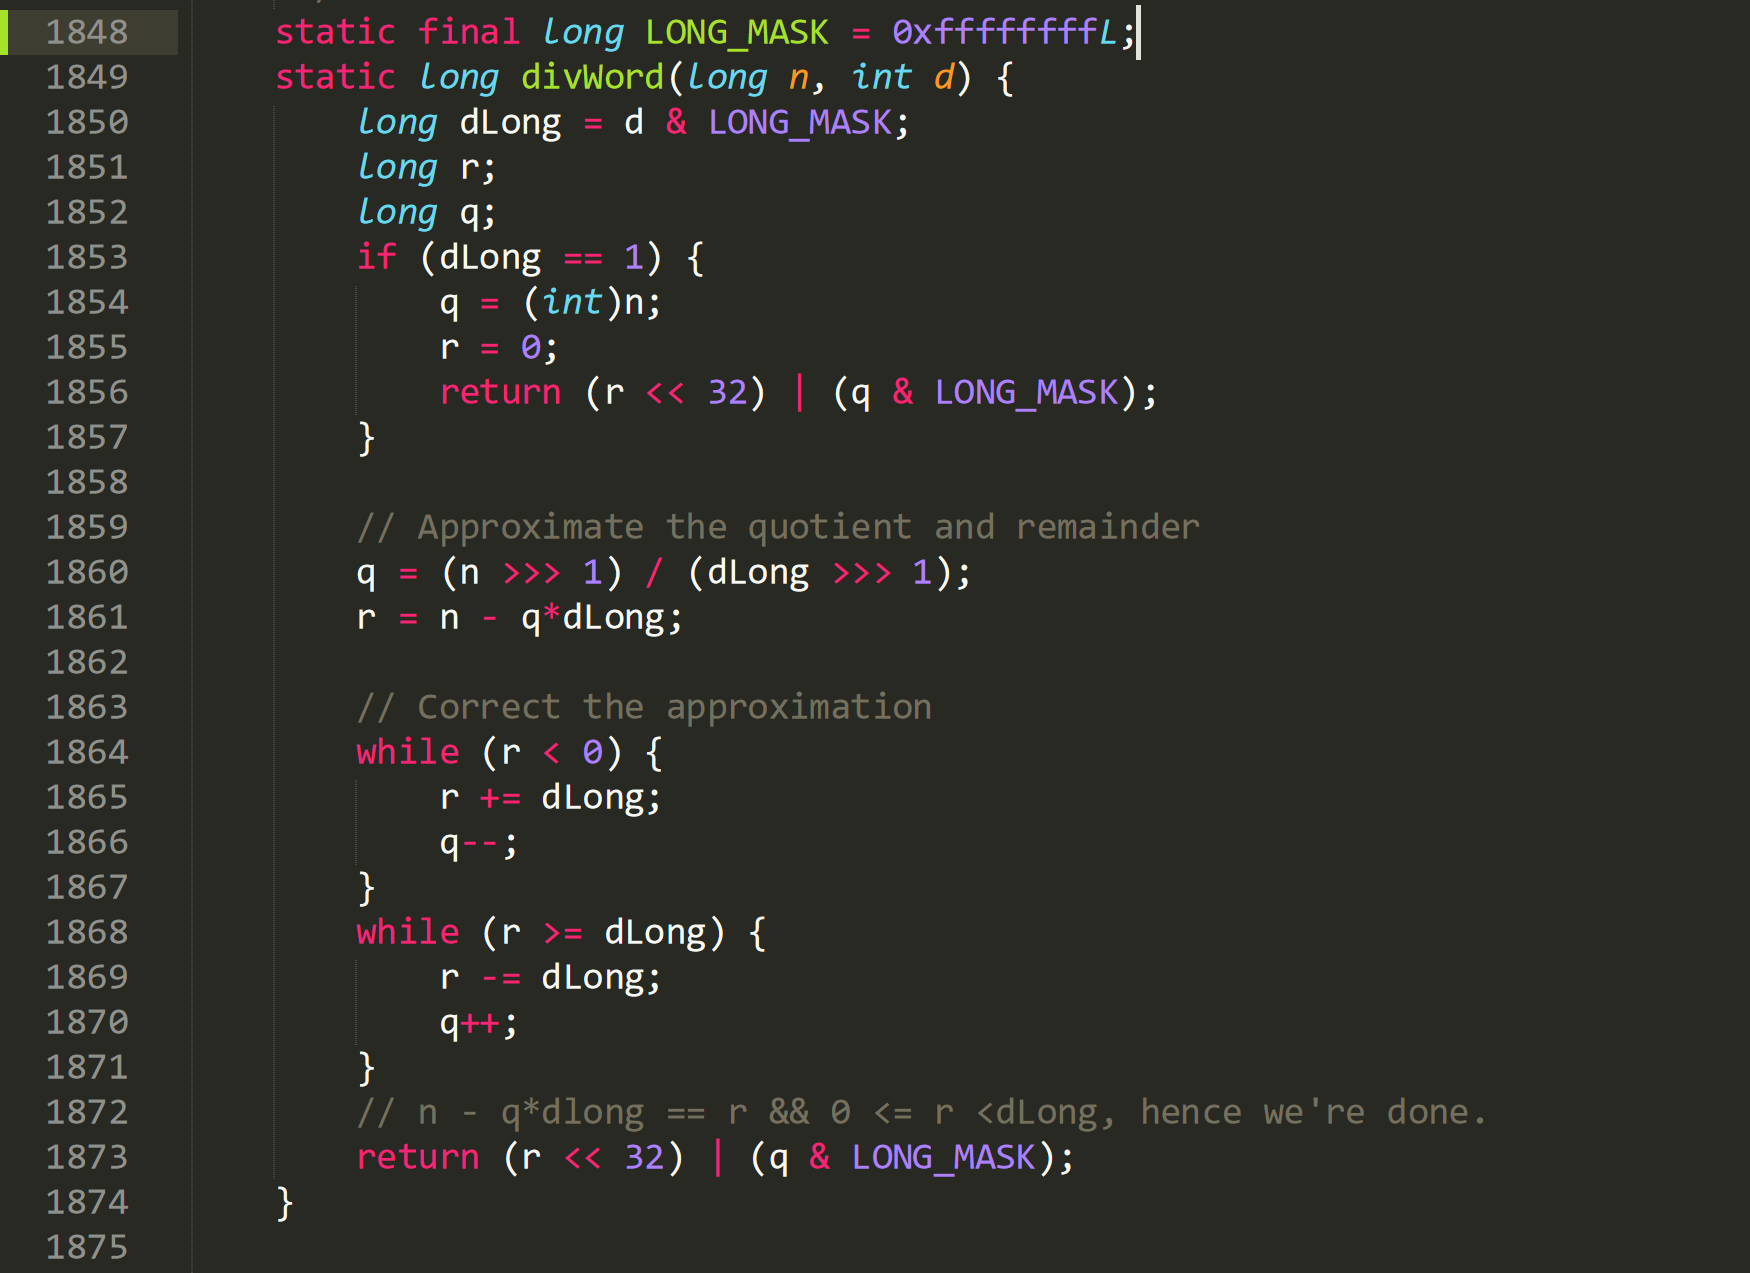 1848 static final long LONG_MASK = 0xffffffffL;
1849 static long divWord(long n, int d) {
1850 long dLong = d & LONG_MASK;
1851 long r;
1852 long q;
1853 if (dLong == 1) {
1854 q = (int)n;
1855 r = 0;
1856 return (r << 32) | (q & LONG_MASK);
1857 }
1858
1859 // Approximate the quotient and remainder
1860 q = (n >>> 1) / (dLong >>> 1);
1861 r = n - q*dLong;
1862
1863 // Correct the approximation
1864 while (r < 0) {
1865 r += dLong;
1866 q--;
1867 }
1868 while (r >= dLong) {
1869 r -= dLong;
1870 q++;
1871 }
1872 // n - q*dlong == r && 0 <= r <dLong, hence we're done.
1873 return (r << 32) | (q & LONG_MASK);
1874 }
1875